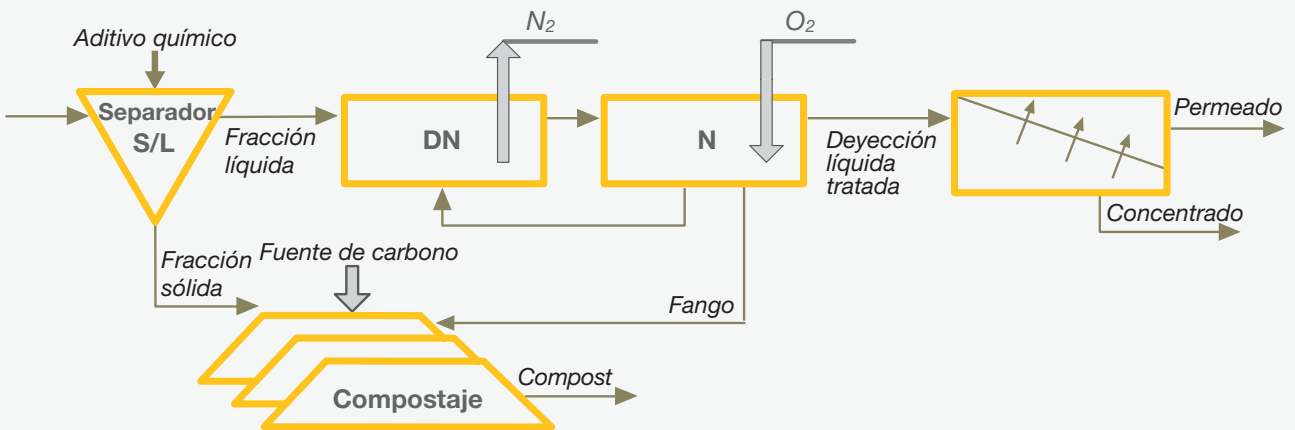 Aditivo químico
N2
O2
Separador
S/L
Fracción
líquida
DN
N
Deyección
líquida
tratada
Permeado
Concentrado
Fracción
sólida
Fuente de carbono
Fango
Compostaje
Compost